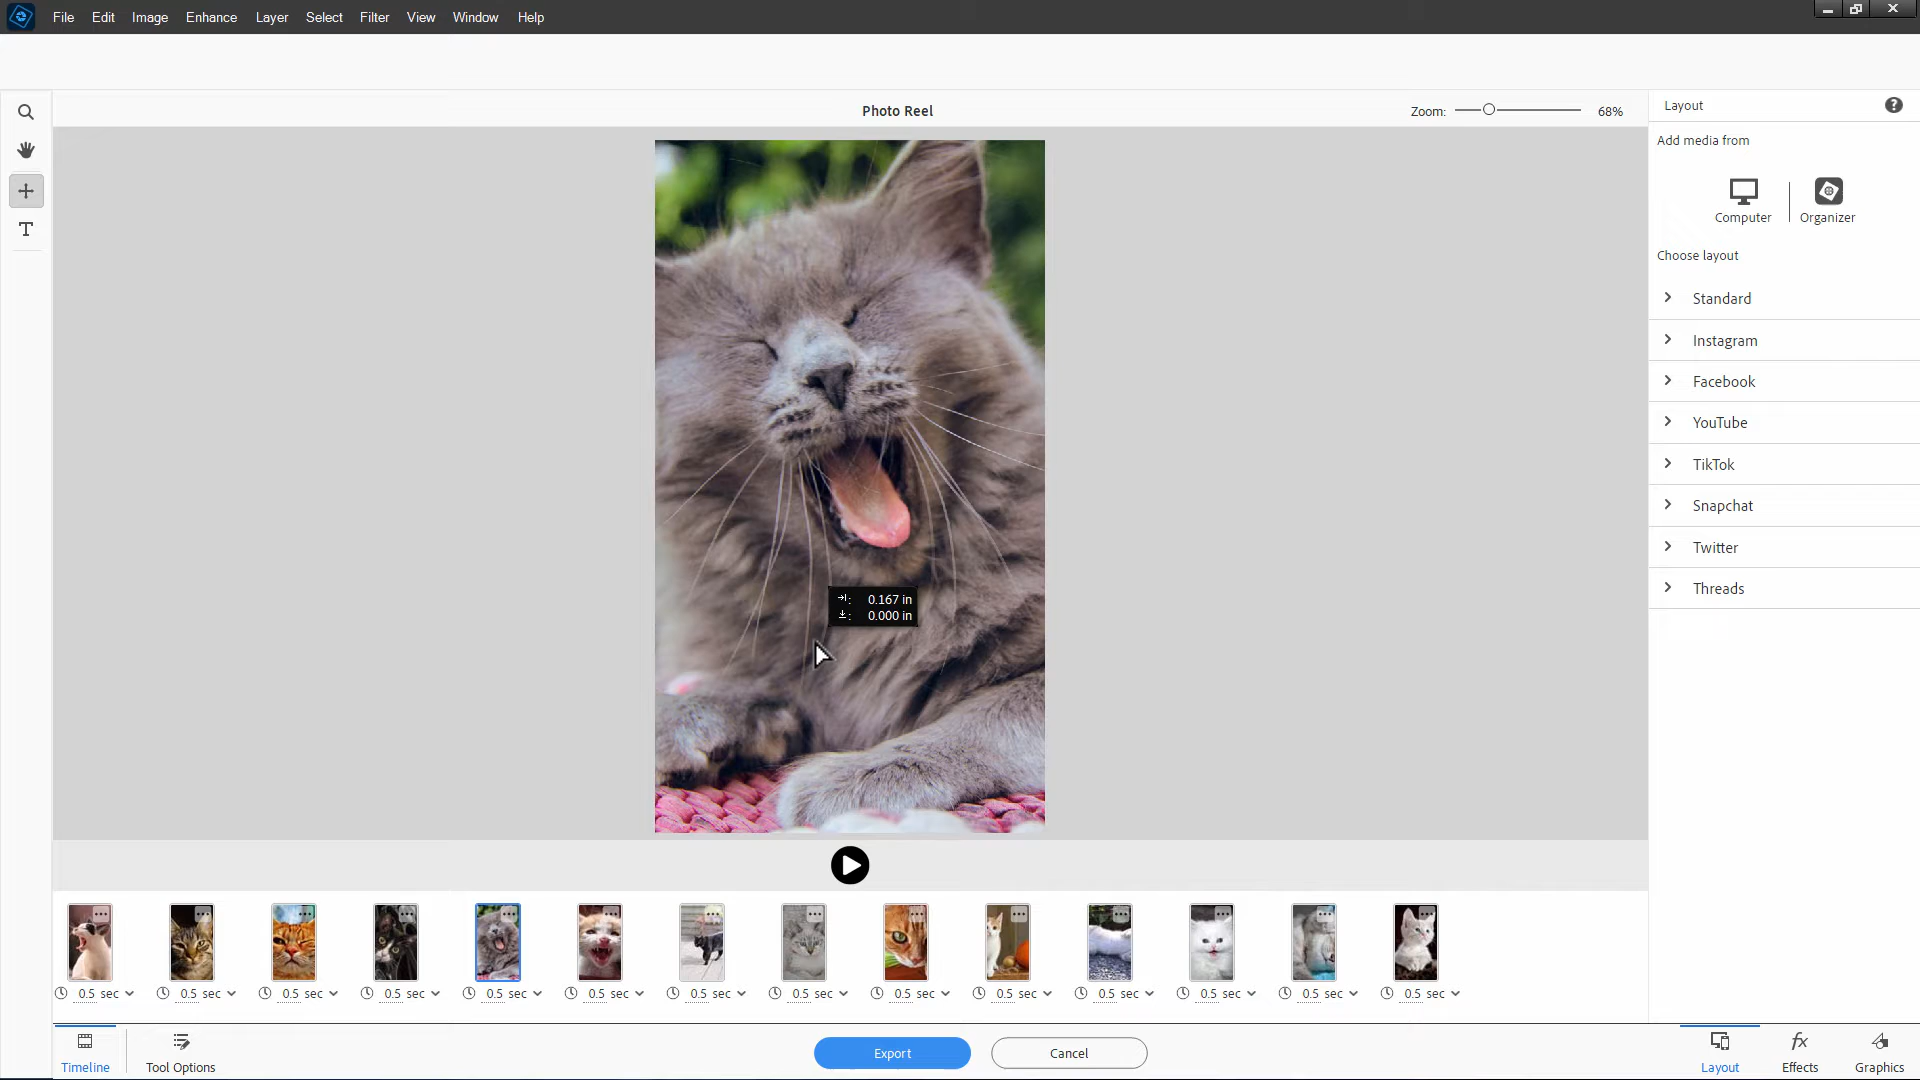 File Edit Image Enhance Layer Select Filter View Window Help
Photo Reel
Zoom: 68%
Layout
Add media from
Computer Organizer
Choose layout
Standard
Instagram
Facebook
YouTube
TikTok
Snapchat
Twitter
Threads
0.167 in
0.000 in
0.5 sec 0.5 sec 0.5 sec 0.5 sec 0.5 sec 0.5 sec 0.5 sec 0.5 sec 0.5 sec 0.5 sec 0.5 sec 0.5 sec 0.5 sec 0.5 sec
Timeline Tool Options Export Cancel Layout Effects Graphics